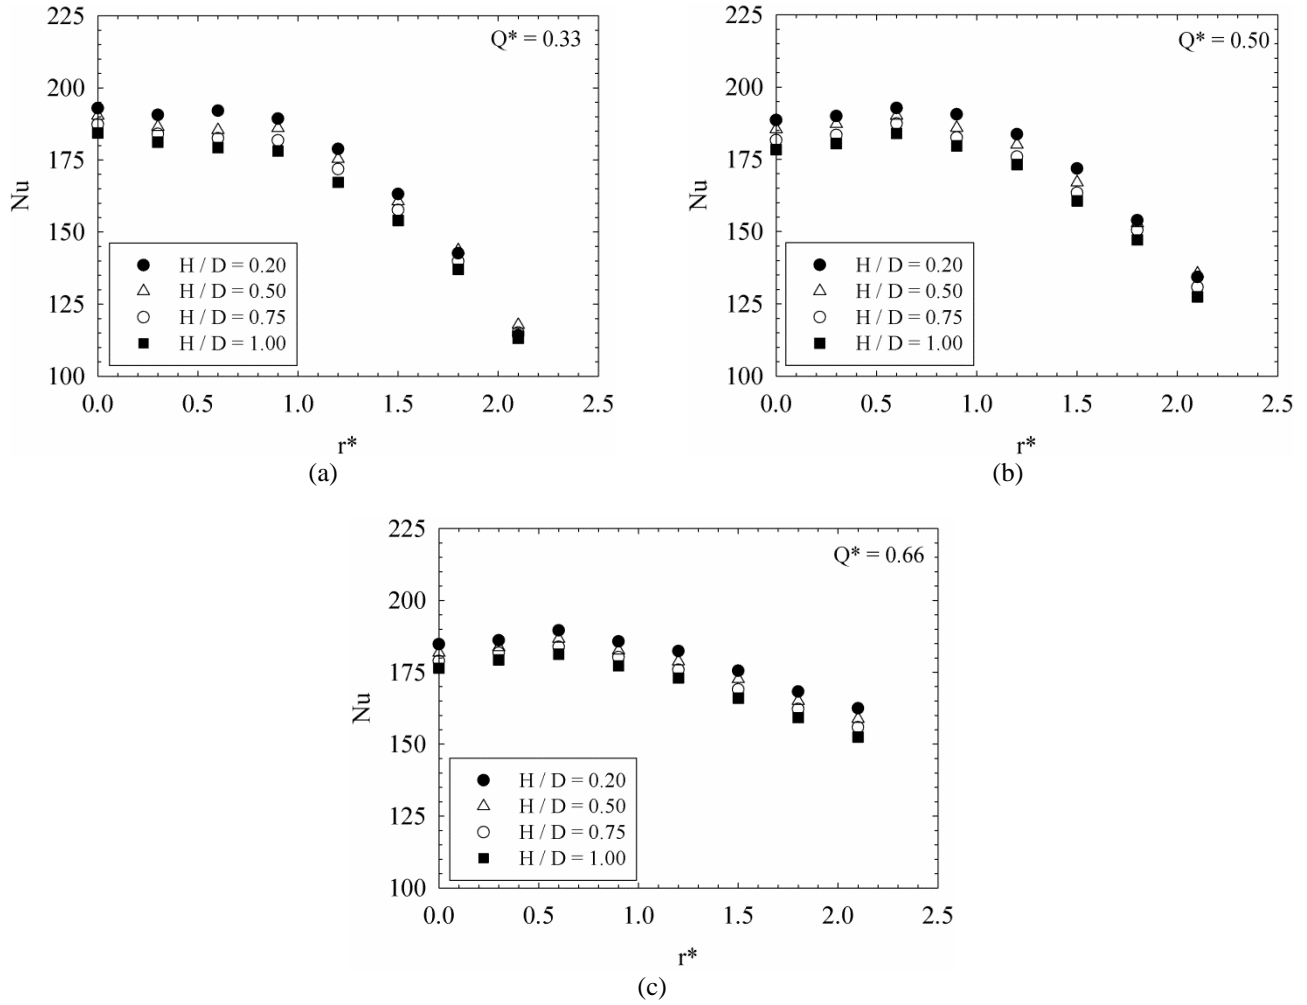 225
200
175
150
125
100
Nu
Q* = 0.33
H / D = 0.20
H / D = 0.50
H / D = 0.75
H / D = 1.00
0.0 0.5 1.0 1.5 2.0 2.5
r*
(a)
225
200
175
150
125
100
Nu
Q* = 0.50
H / D = 0.20
H / D = 0.50
H / D = 0.75
H / D = 1.00
0.0 0.5 1.0 1.5 2.0 2.5
r*
(b)
225
200
175
150
125
100
Nu
Q* = 0.66
H / D = 0.20
H / D = 0.50
H / D = 0.75
H / D = 1.00
0.0 0.5 1.0 1.5 2.0 2.5
r*
(c)